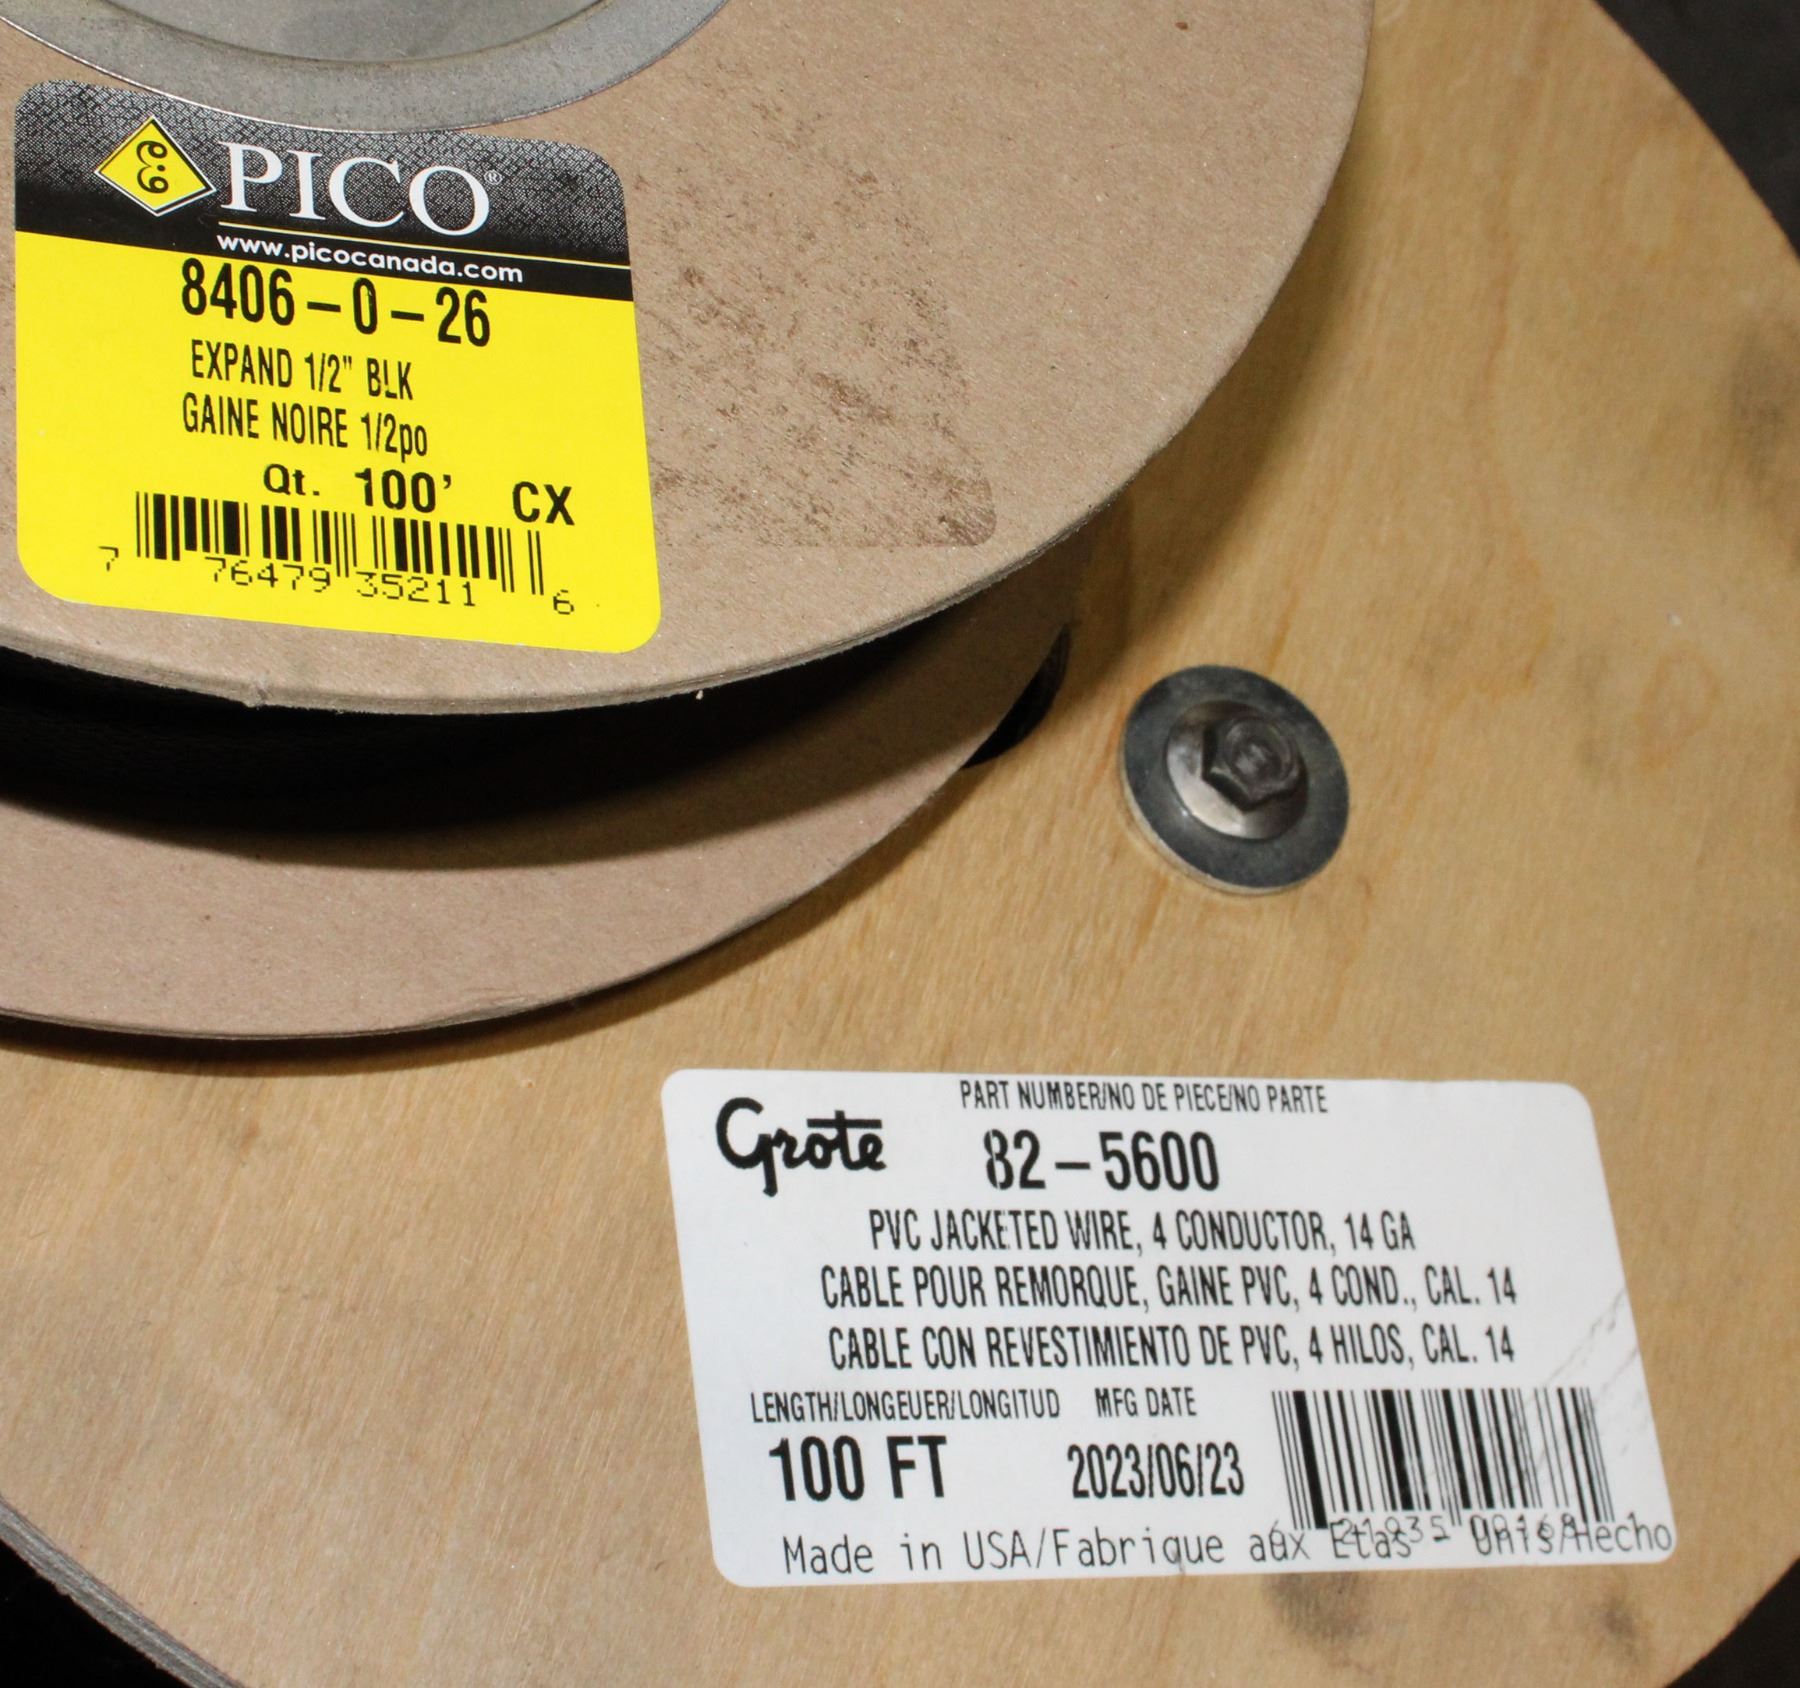 PICO®
www.picocanada.com
8406-0-26
EXPAND 1/2" BLK
GAINE NOIRE 1/2po
Qt. 100' CX
7 76479 35211 6
Grote
PART NUMBER/NO DE PIECE/NO PARTE
82-5600
PVC JACKETED WIRE, 4 CONDUCTOR, 14 GA
CABLE POUR REMORQUE, GAINE PVC, 4 COND., CAL. 14
CABLE CON REVESTIMIENTO DE PVC, 4 HILOS, CAL. 14
LENGTH/LONGEUER/LONGITUD MFG DATE
100 FT 2023/06/23
Made in USA/Fabrique aux Etas - Unis/Hecho